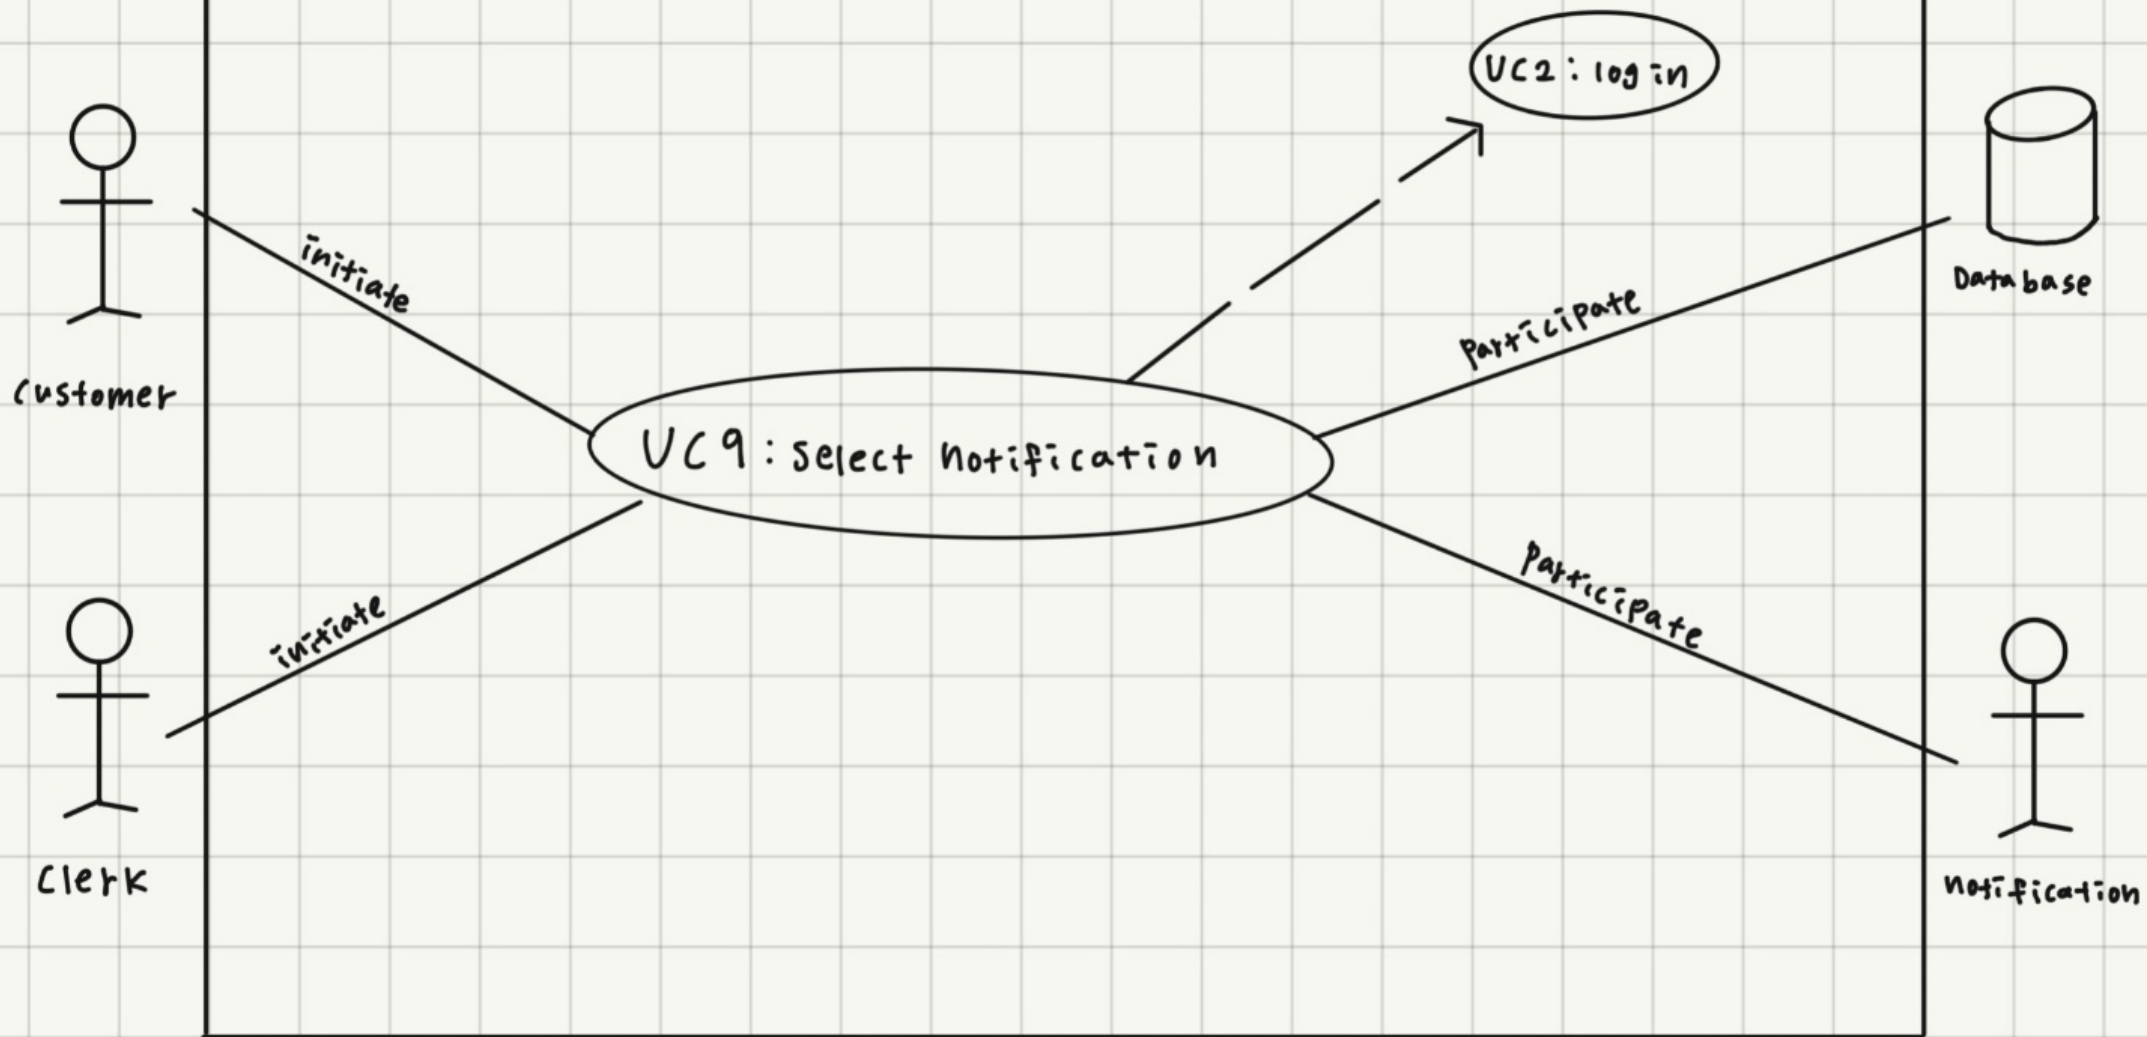 UC2: log in
Database
initiate
Participate
Customer
UC9: select notification
initiate
Participate
Clerk
notification